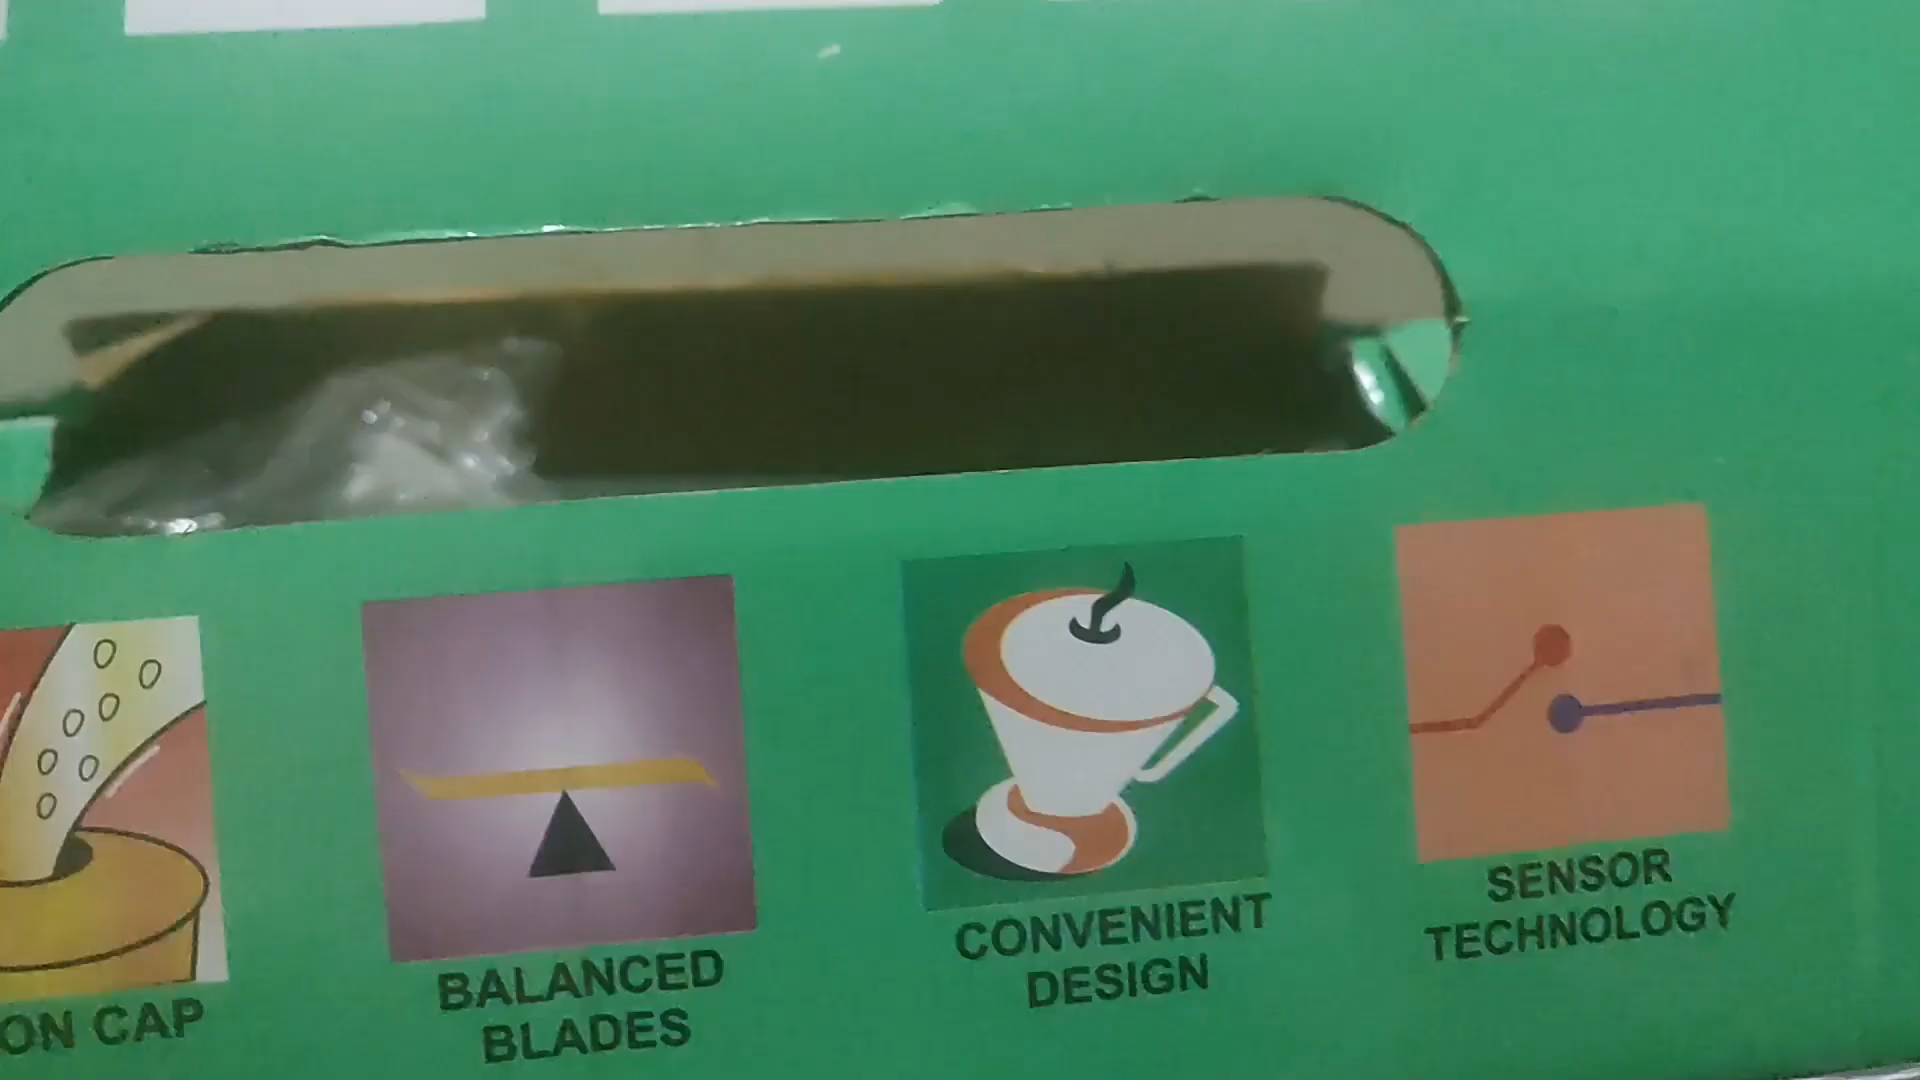 ON CAP
BALANCED
BLADES
CONVENIENT
DESIGN
SENSOR
TECHNOLOGY